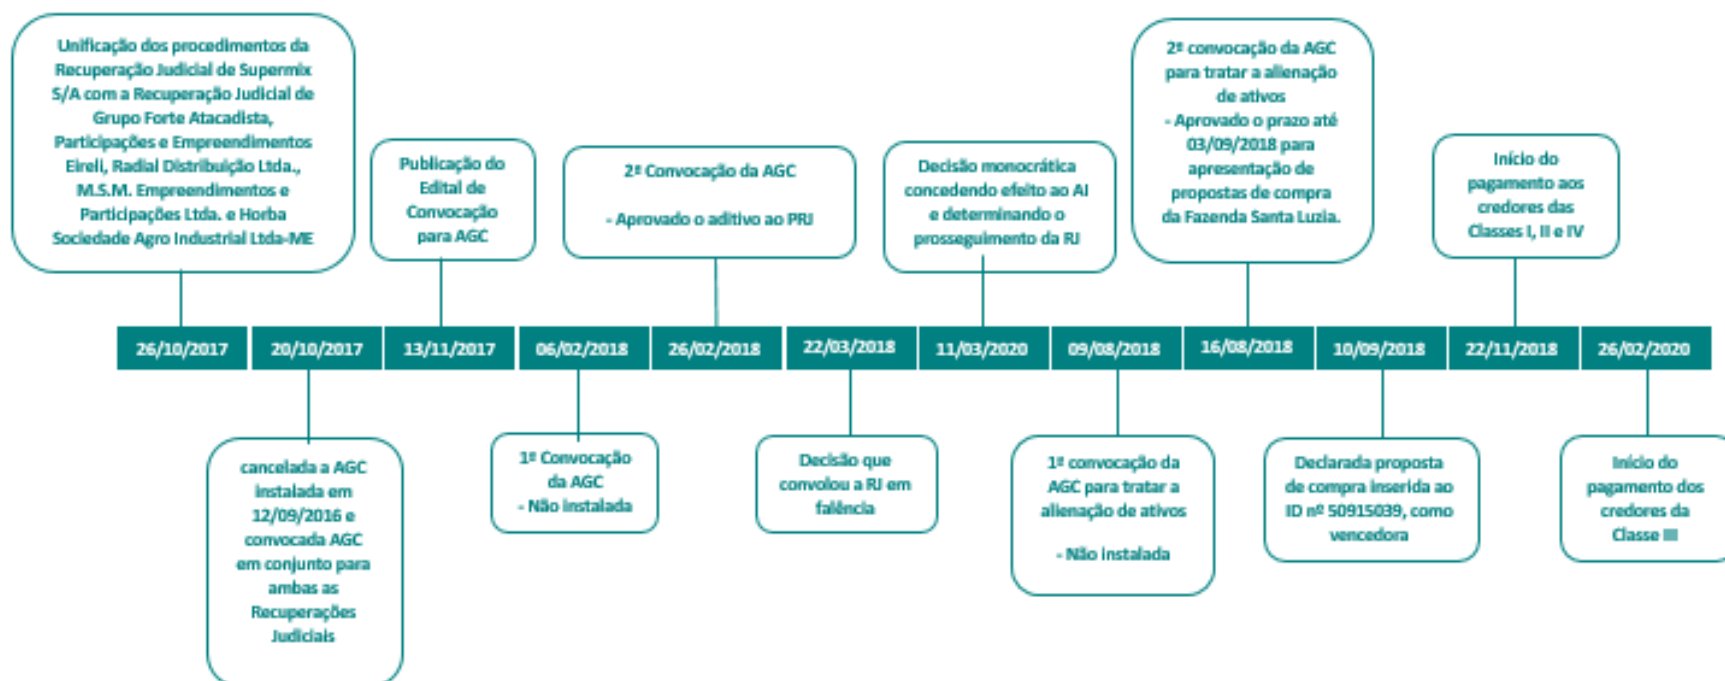 Unificação dos procedimentos da
Recuperação Judicial de Supermix
S/A com a Recuperação Judicial de
Grupo Forte Atacadista,
Participações e Empreendimentos
Eireli, Radial Distribuição Ltda.,
M.S.M. Empreendimentos e
Participações Ltda. e Horba
Sociedade Agro Industrial Ltda-ME
Publicação do
Edital de
Convocação
para AGC
2ª Convocação da AGC
- Aprovado o aditivo ao PRJ
Decisão monocrática
concedendo efeito ao AI
e determinando o
prosseguimento da RJ
2ª convocação da AGC
para tratar a alienação
de ativos
- Aprovado o prazo até
03/09/2018 para
apresentação de
propostas de compra
da Fazenda Santa Luzia.
Início do
pagamento aos
credores das
Classes I, II e IV
26/10/2017
20/10/2017
13/11/2017
06/02/2018
26/02/2018
22/03/2018
11/03/2020
09/08/2018
16/08/2018
10/09/2018
22/11/2018
26/02/2020
cancelada a AGC
instalada em
12/09/2016 e
convocada AGC
em conjunto para
ambas as
Recuperações
Judiciais
1ª Convocação
da AGC
- Não instalada
Decisão que
convolou a RJ em
falência
1ª convocação da
AGC para tratar a
alienação de ativos
- Não instalada
Declarada proposta
de compra inserida ao
ID nº 50915039, como
vencedora
Início do
pagamento dos
credores da
Classe III